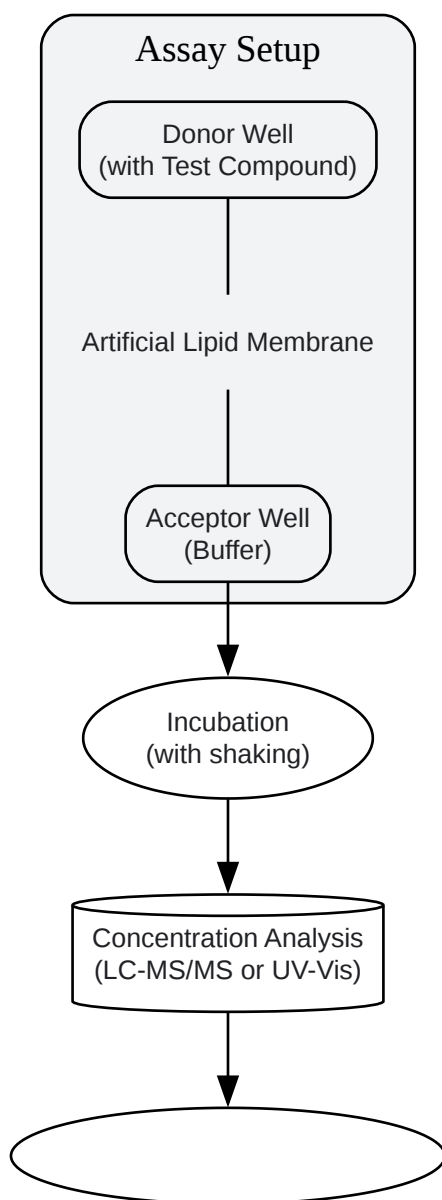 Assay Setup
Donor Well
(with Test Compound)
Artificial Lipid Membrane
Acceptor Well
(Buffer)
Incubation
(with shaking)
Concentration Analysis
(LC-MS/MS or UV-Vis)